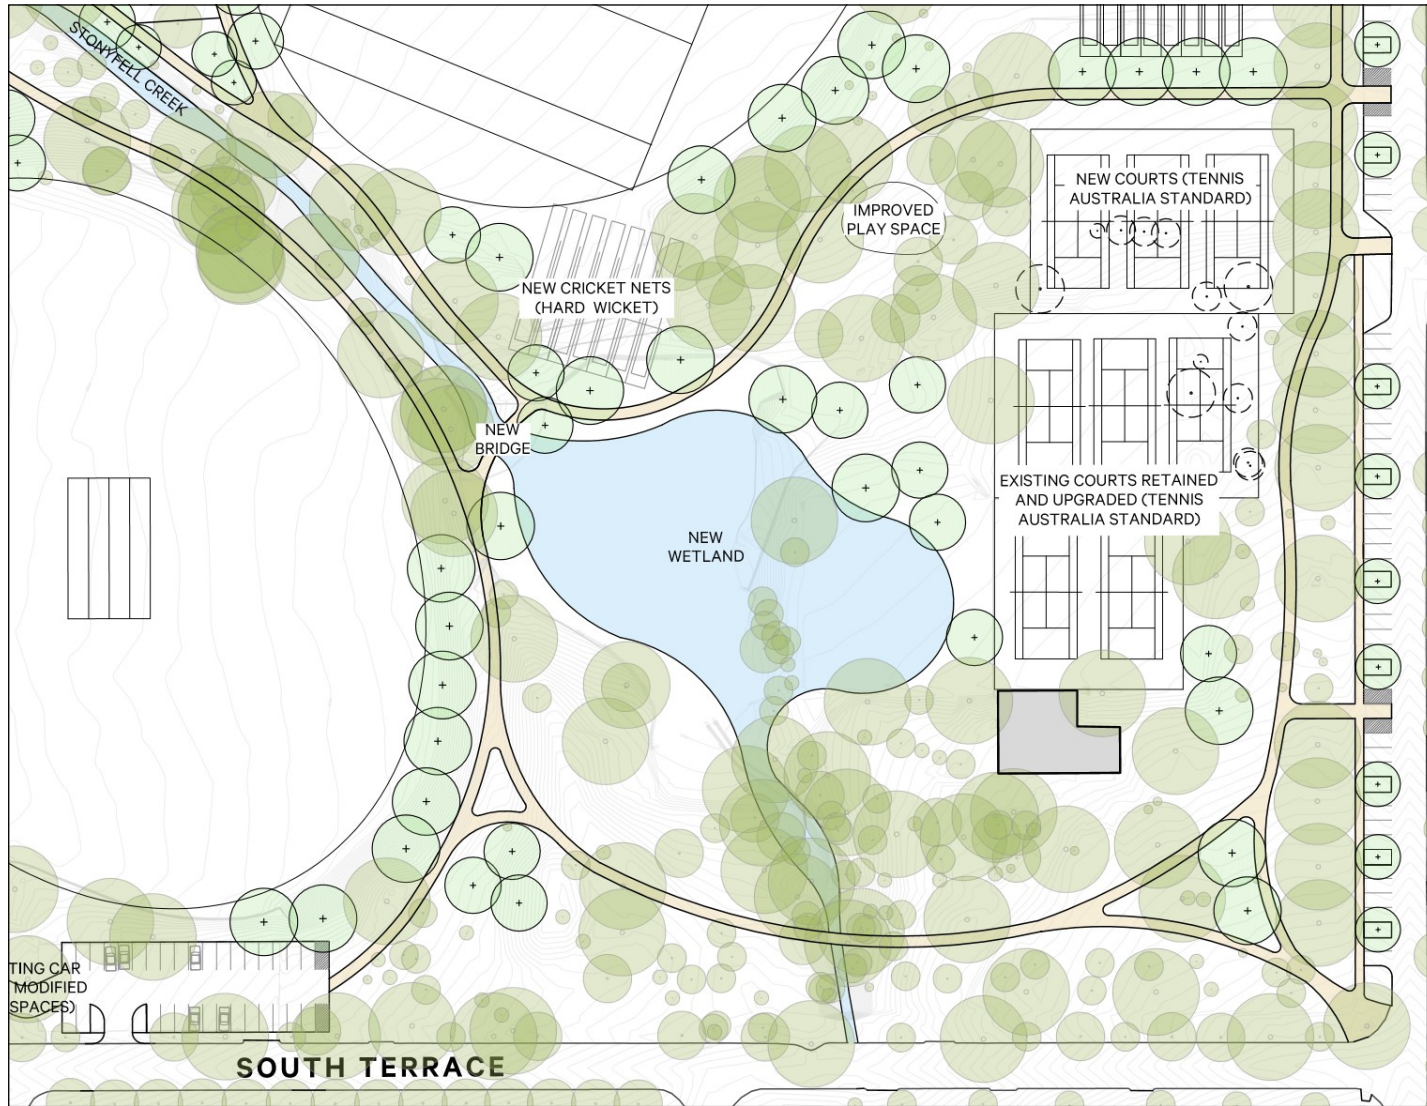 STONYFELL CREEK
NEW COURTS (TENNIS
AUSTRALIA STANDARD)
IMPROVED
PLAY SPACE
NEW CRICKET NETS
(HARD WICKET)
NEW
BRIDGE
EXISTING COURTS RETAINED
AND UPGRADED (TENNIS
AUSTRALIA STANDARD)
NEW
WETLAND
TING CAR
MODIFIED
SPACES)
SOUTH TERRACE